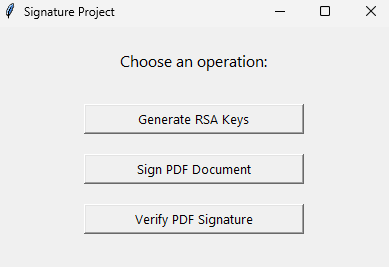 Signature Project
Choose an operation:
Generate RSA Keys
Sign PDF Document
Verify PDF Signature